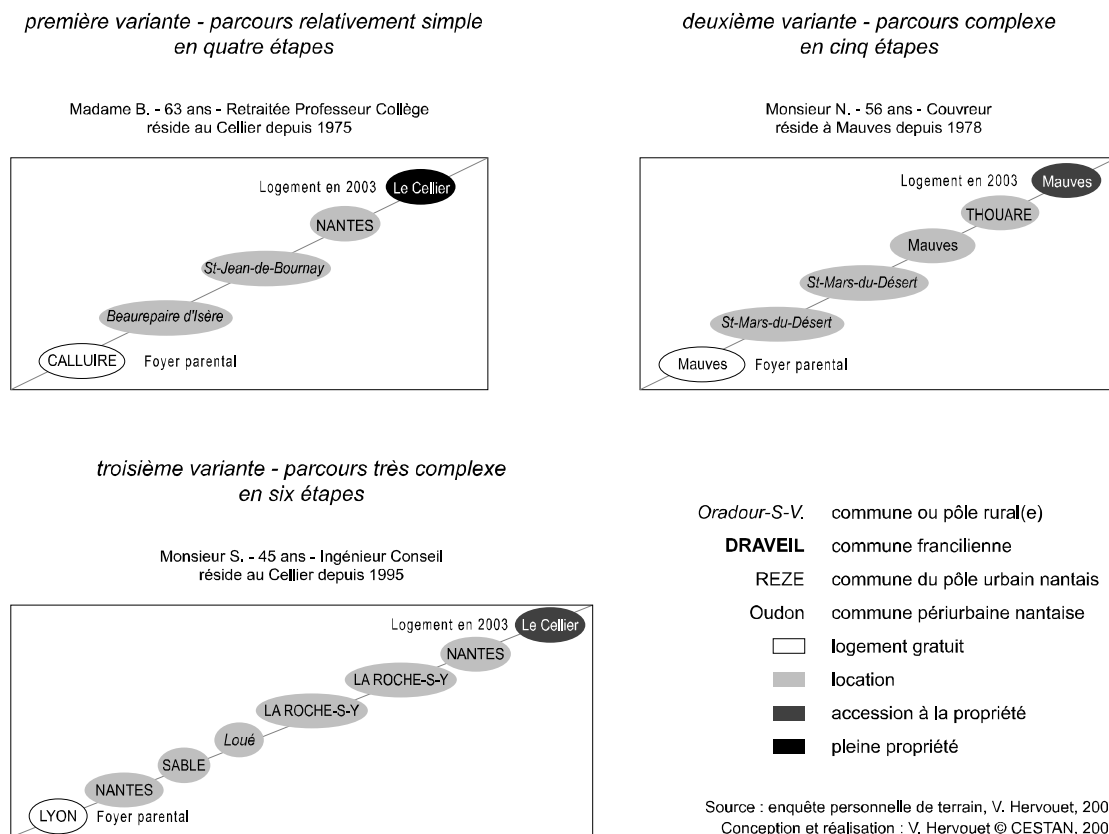 première variante - parcours relativement simple
en quatre étapes
Madame B. - 63 ans - Retraitée Professeur Collège
réside au Cellier depuis 1975
Logement en 2003
Le Cellier
NANTES
St-Jean-de-Bournay
Beaurepaire d'Isère
CALLUIRE
Foyer parental
deuxième variante - parcours complexe
en cinq étapes
Monsieur N. - 56 ans - Couvreur
réside à Mauves depuis 1978
Logement en 2003
Mauves
THOUARE
Mauves
St-Mars-du-Désert
St-Mars-du-Désert
Mauves
Foyer parental
troisième variante - parcours très complexe
en six étapes
Monsieur S. - 45 ans - Ingénieur Conseil
réside au Cellier depuis 1995
Logement en 2003
Le Cellier
NANTES
LA ROCHE-S-Y
LA ROCHE-S-Y
Loué
SABLE
NANTES
LYON
Foyer parental
Oradour-S-V. commune ou pôle rural(e)
DRAVEIL commune francilienne
REZE commune du pôle urbain nantais
Oudon commune périurbaine nantaise
logement gratuit
location
accession à la propriété
pleine propriété
Source : enquête personnelle de terrain, V. Hervouet, 200
Conception et réalisation : V. Hervouet © CESTAN, 200